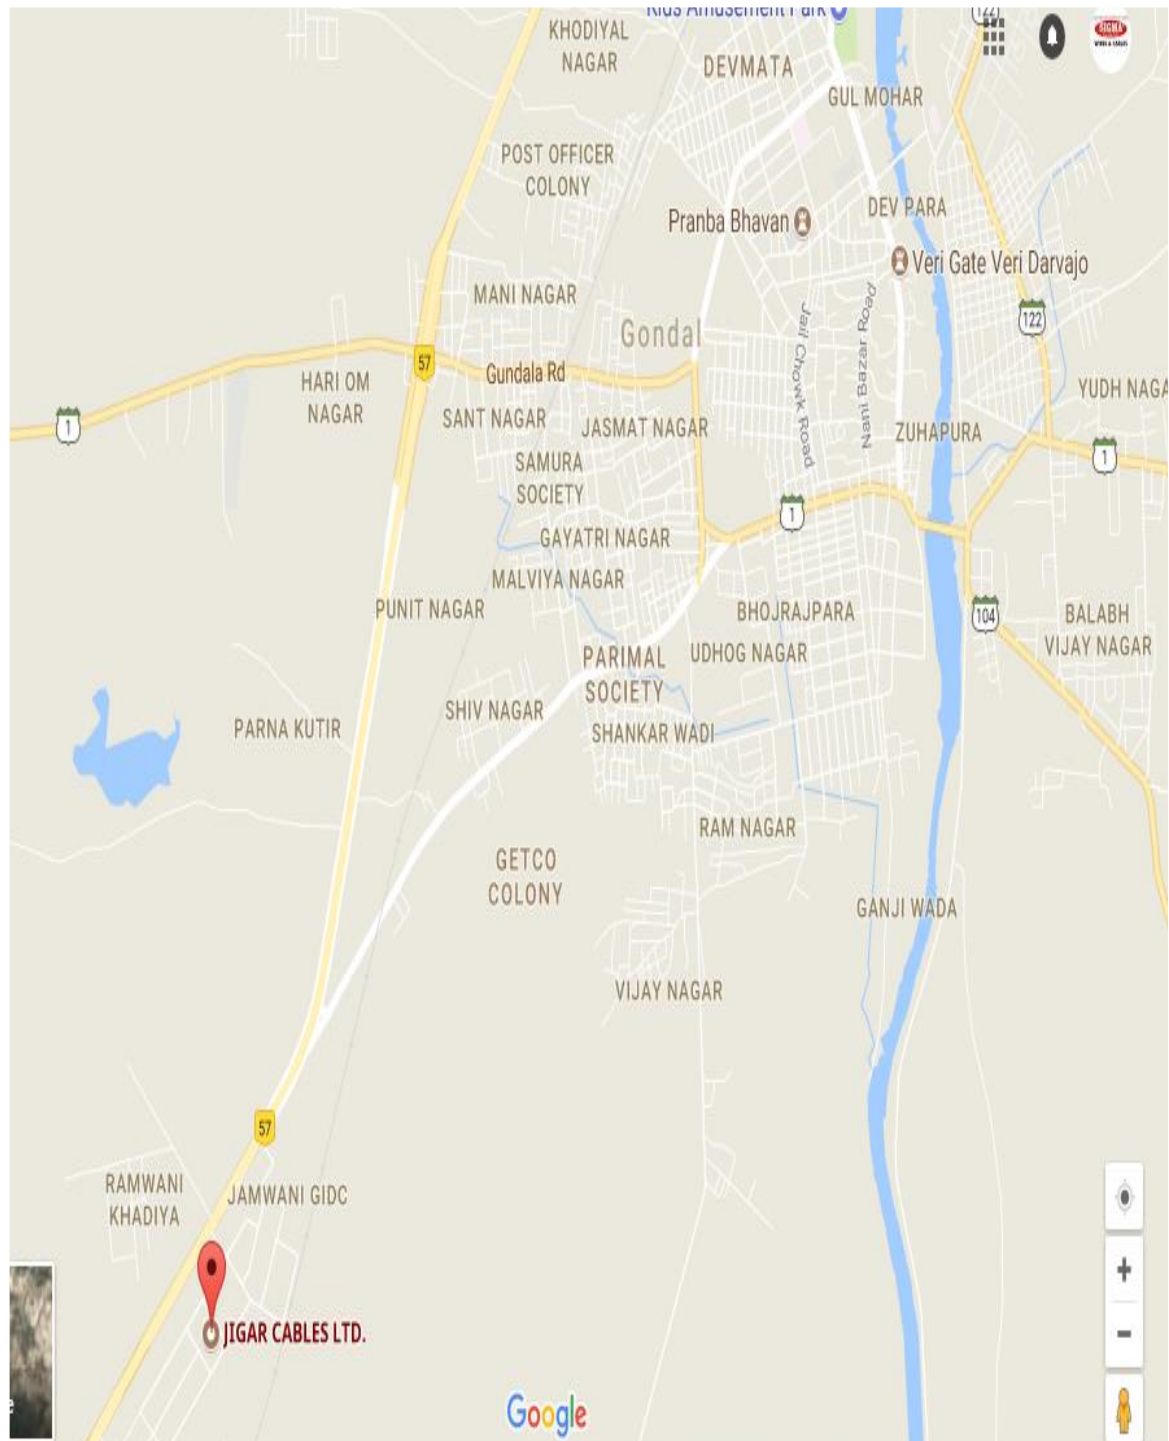 Kids Amusement Park
122
SIGMA
WIRES & CABLES
KHODIYAL
NAGAR
DEVMATA
GUL MOHAR
POST OFFICER
COLONY
DEV PARA
Pranba Bhavan
Veri Gate Veri Darvajo
MANI NAGAR
Gondal
Jail Chowk Road
Nani Bazar Road
122
57
Gundala Rd
HARI OM
NAGAR
YUDH NAGA
1
SANT NAGAR
JASMAT NAGAR
ZUHAPURA
1
SAMURA
SOCIETY
1
GAYATRI NAGAR
MALVIYA NAGAR
PUNIT NAGAR
BHOJRAJPARA
104
BALABH
VIJAY NAGAR
PARIMAL
SOCIETY
UDHOG NAGAR
SHIV NAGAR
PARNA KUTIR
SHANKAR WADI
RAM NAGAR
GETCO
COLONY
GANJI WADA
VIJAY NAGAR
57
RAMWANI
KHADIYA
JAMWANI GIDC
JIGAR CABLES LTD.
Google